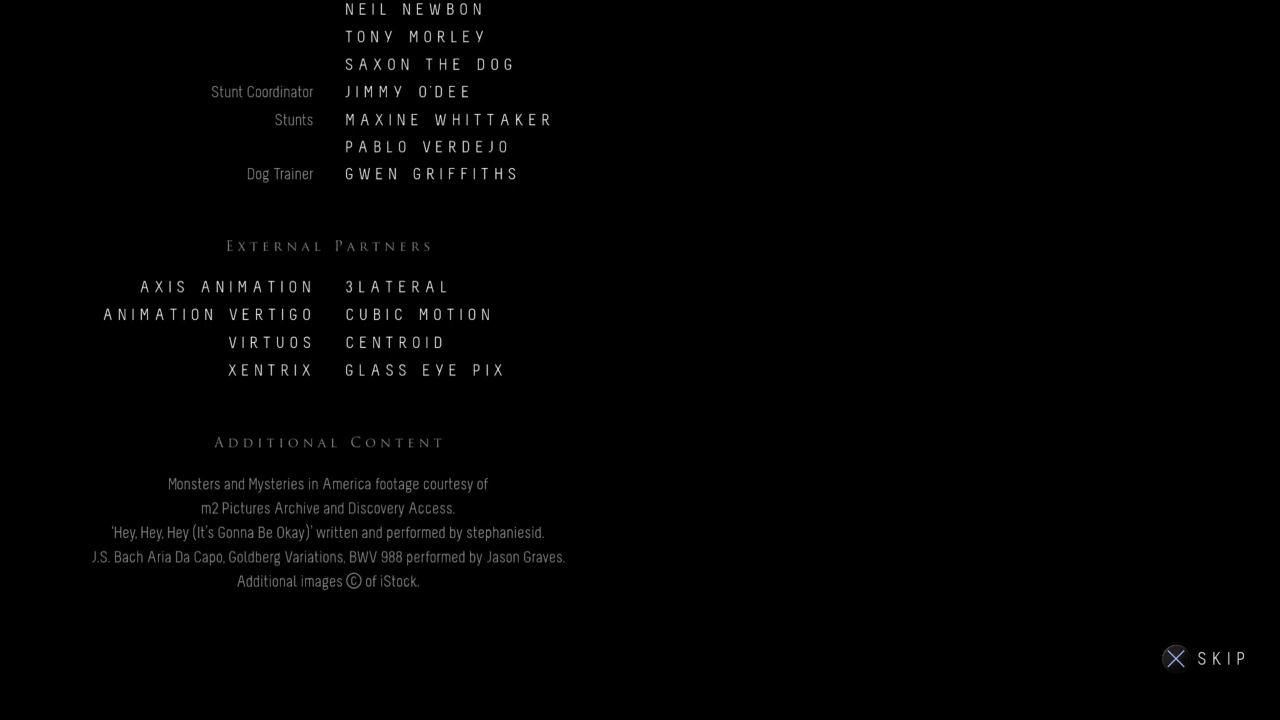 NEIL NEWBON
TONY MORLEY
SAXON THE DOG
Stunt Coordinator JIMMY O'DEE
Stunts MAXINE WHITTAKER
PABLO VERDEJO
Dog Trainer GWEN GRIFFITHS
External Partners
AXIS ANIMATION 3LATERAL
ANIMATION VERTIGO CUBIC MOTION
VIRTUOS CENTROID
XENTRIX GLASS EYE PIX
Additional Content
Monsters and Mysteries in America footage courtesy of
m2 Pictures Archive and Discovery Access.
'Hey, Hey, Hey (It's Gonna Be Okay)' written and performed by stephaniesid.
J.S. Bach Aria Da Capo, Goldberg Variations, BWV 988 performed by Jason Graves.
Additional images © of iStock.
SKIP